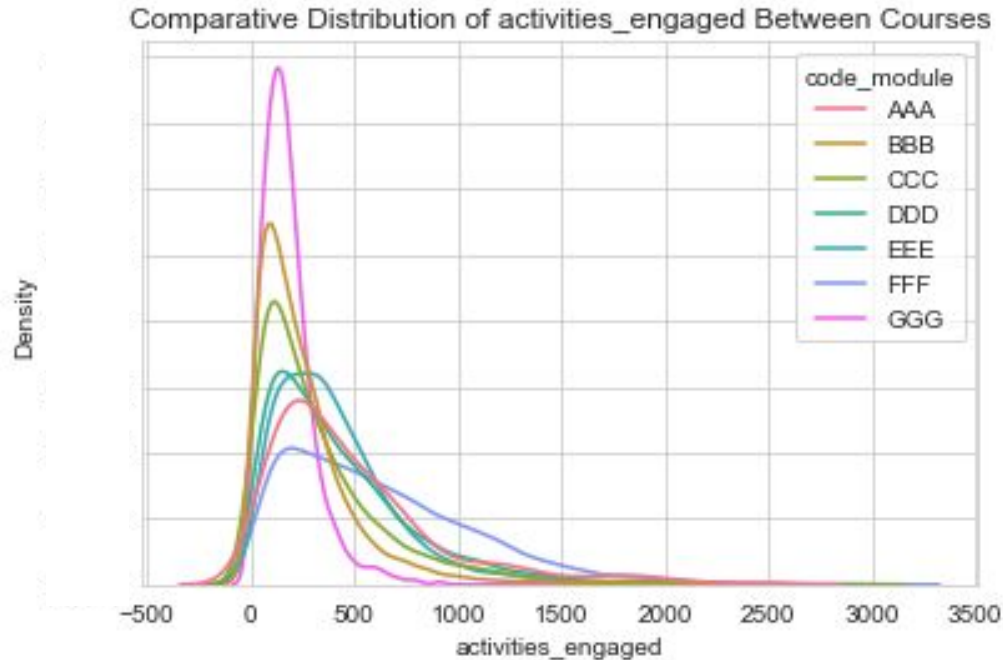 Comparative Distribution of activities_engaged Between Courses
code_module
AAA
BBB
CCC
DDD
EEE
FFF
GGG
Density
−500 0 500 1000 1500 2000 2500 3000 3500
activities_engaged